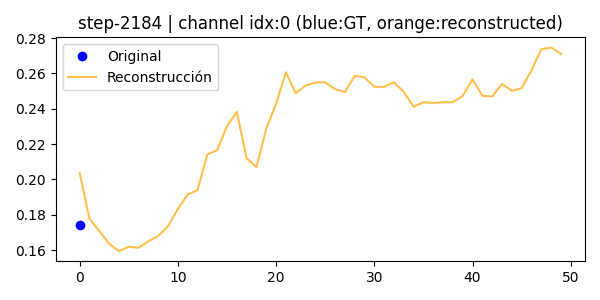 step-2184 | channel idx:0 (blue:GT, orange:reconstructed)
Original
Reconstrucción
0.28
0.26
0.24
0.22
0.20
0.18
0.16
0 10 20 30 40 50